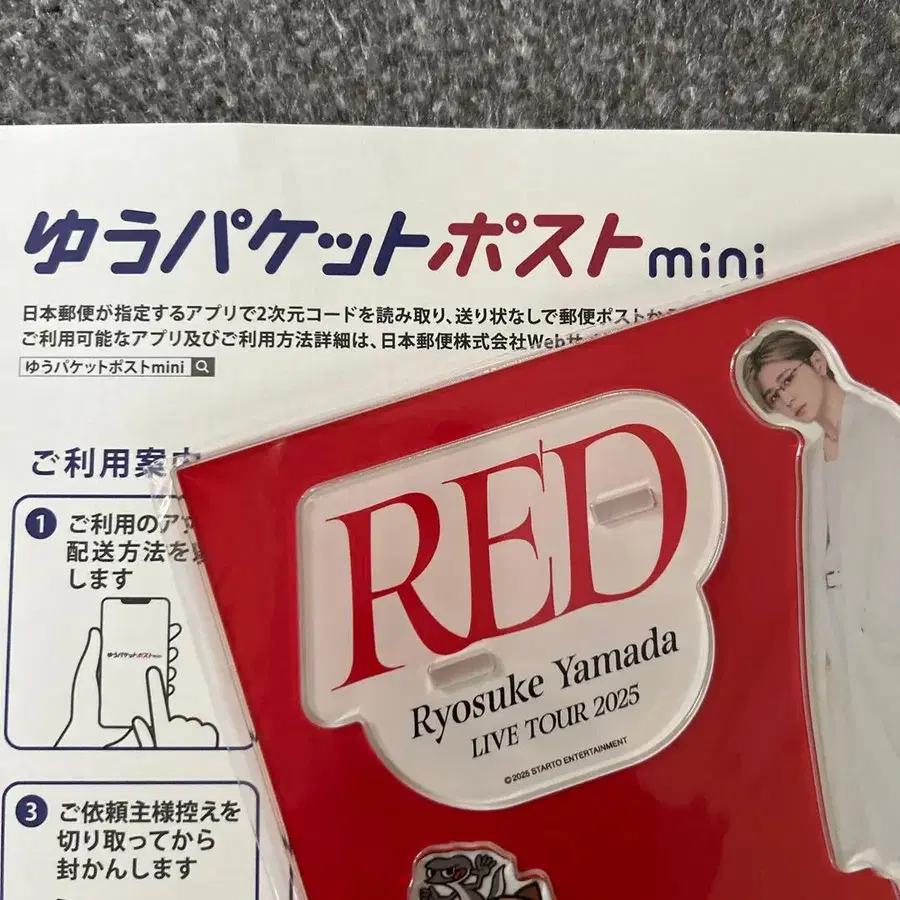 ゆうパケットポストmini
日本郵便が指定するアプリで2次元コードを読み取り、送り状なしで郵便ポストから
ご利用可能なアプリ及びご利用方法詳細は、日本郵便株式会社Webサ
ゆうパケットポストmini
ご利用案内
1 ご利用のアプ
配送方法を
します
ゆうパケットポストmini
3 ご依頼主様控えを
切り取ってから
封かんします
RED
Ryosuke Yamada
LIVE TOUR 2025
©2025 STARTO ENTERTAINMENT